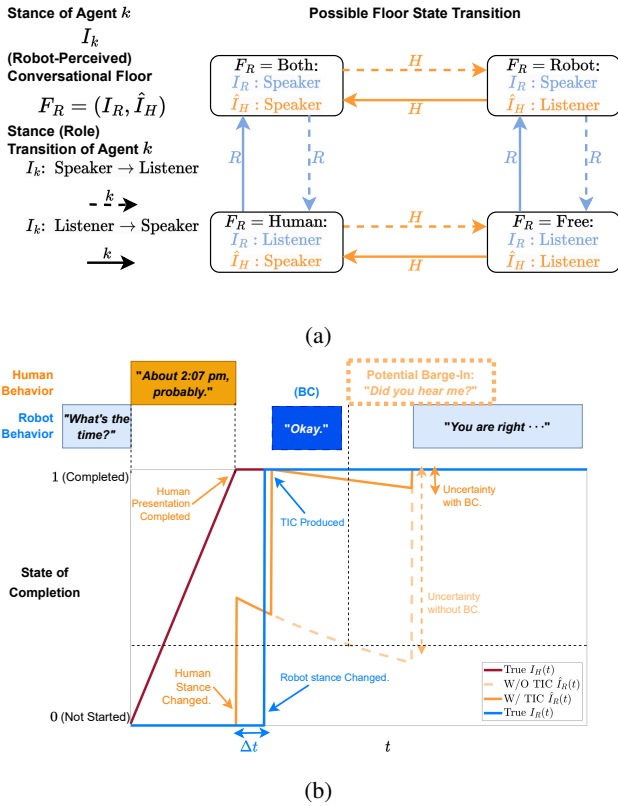 Stance of Agent k
I_k
(Robot-Perceived)
Conversational Floor
F_R = (I_R, Î_H)
Stance (Role)
Transition of Agent k
I_k: Speaker → Listener
k
I_k: Listener → Speaker
k
Possible Floor State Transition
F_R = Both:
I_R : Speaker
Î_H : Speaker
H
H
F_R = Robot:
I_R : Speaker
Î_H : Listener
R
R
R
R
F_R = Human:
I_R : Listener
Î_H : Speaker
H
H
F_R = Free:
I_R : Listener
Î_H : Listener
(a)
Human
Behavior
"About 2:07 pm,
probably."
(BC)
Potential Barge-In:
"Did you hear me?"
Robot
Behavior
"What's the
time?"
"Okay."
"You are right ···"
1 (Completed)
Human
Presentation
Completed
TIC Produced
Uncertainty
with BC.
State of
Completion
Uncertainty
without BC.
Human
Stance
Changed.
Robot stance Changed.
True I_H(t)
W/O TIC Î_R(t)
W/ TIC Î_R(t)
True I_R(t)
0 (Not Started)
Δt
t
(b)